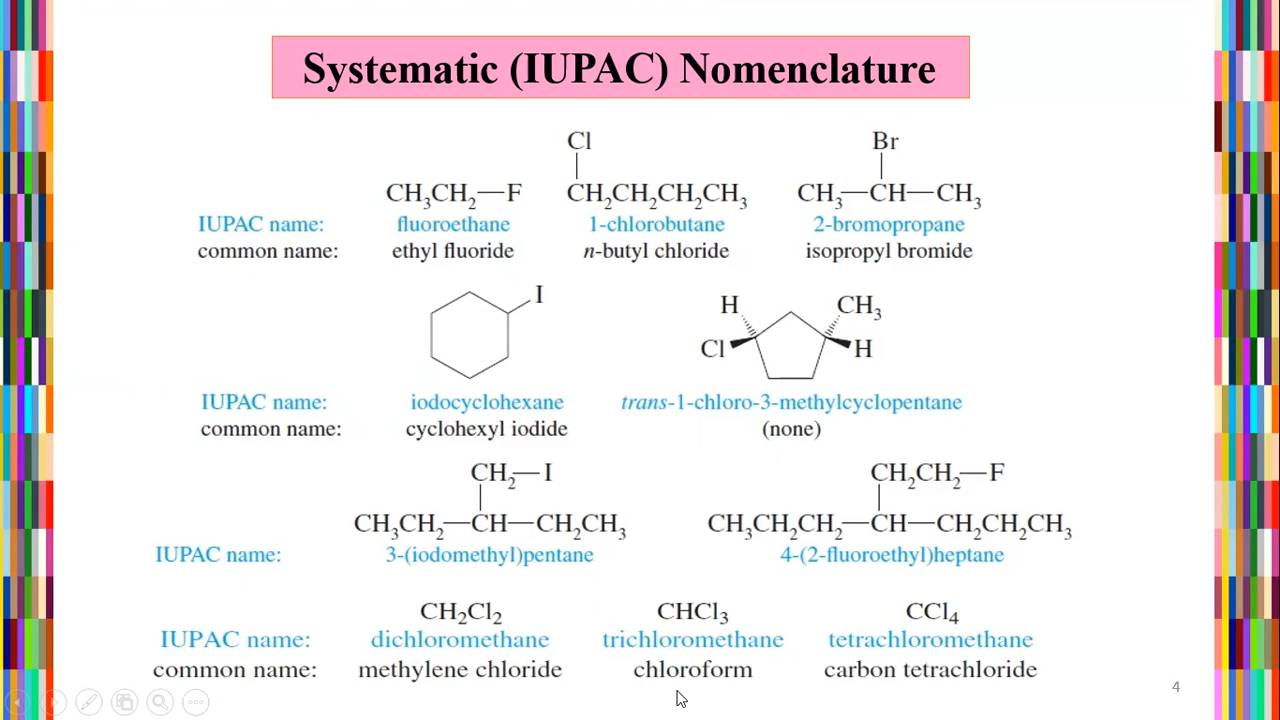 Systematic (IUPAC) Nomenclature
Cl
Br
CH₃CH₂—F
CH₂CH₂CH₂CH₃
CH₃—CH—CH₃
IUPAC name: fluoroethane 1-chlorobutane 2-bromopropane
common name: ethyl fluoride n-butyl chloride isopropyl bromide
I
H
CH₃
Cl
H
IUPAC name: iodocyclohexane trans-1-chloro-3-methylcyclopentane
common name: cyclohexyl iodide (none)
CH₂—I
CH₂CH₂—F
CH₃CH₂—CH—CH₂CH₃
CH₃CH₂CH₂—CH—CH₂CH₂CH₃
IUPAC name: 3-(iodomethyl)pentane 4-(2-fluoroethyl)heptane
CH₂Cl₂ CHCl₃ CCl₄
IUPAC name: dichloromethane trichloromethane tetrachloromethane
common name: methylene chloride chloroform carbon tetrachloride
4